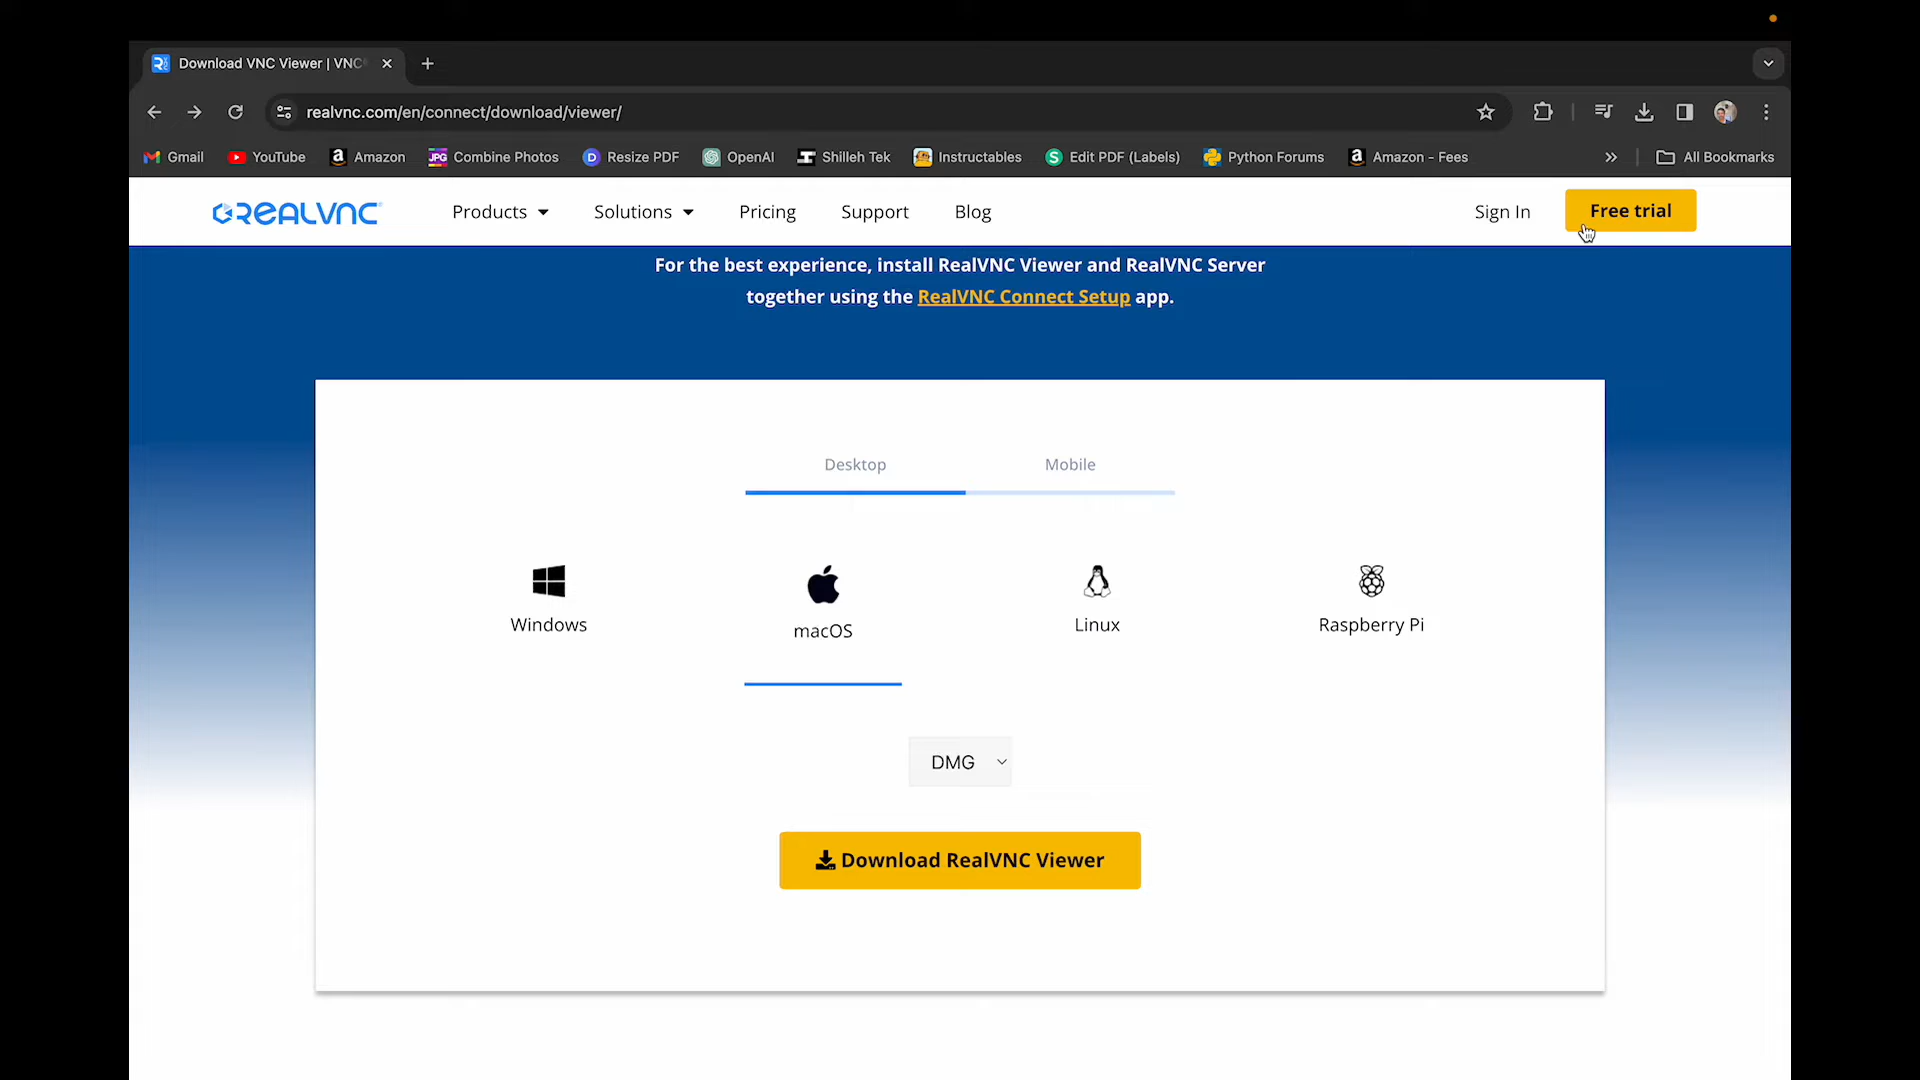 Download VNC Viewer | VNC
realvnc.com/en/connect/download/viewer/
Gmail YouTube Amazon JPG Combine Photos D Resize PDF OpenAI Shilleh Tek Instructables S Edit PDF (Labels) Python Forums a Amazon - Fees » All Bookmarks
REALVNC Products Solutions Pricing Support Blog Sign In Free trial
For the best experience, install RealVNC Viewer and RealVNC Server
together using the RealVNC Connect Setup app.
Desktop Mobile
Windows macOS Linux Raspberry Pi
DMG
Download RealVNC Viewer